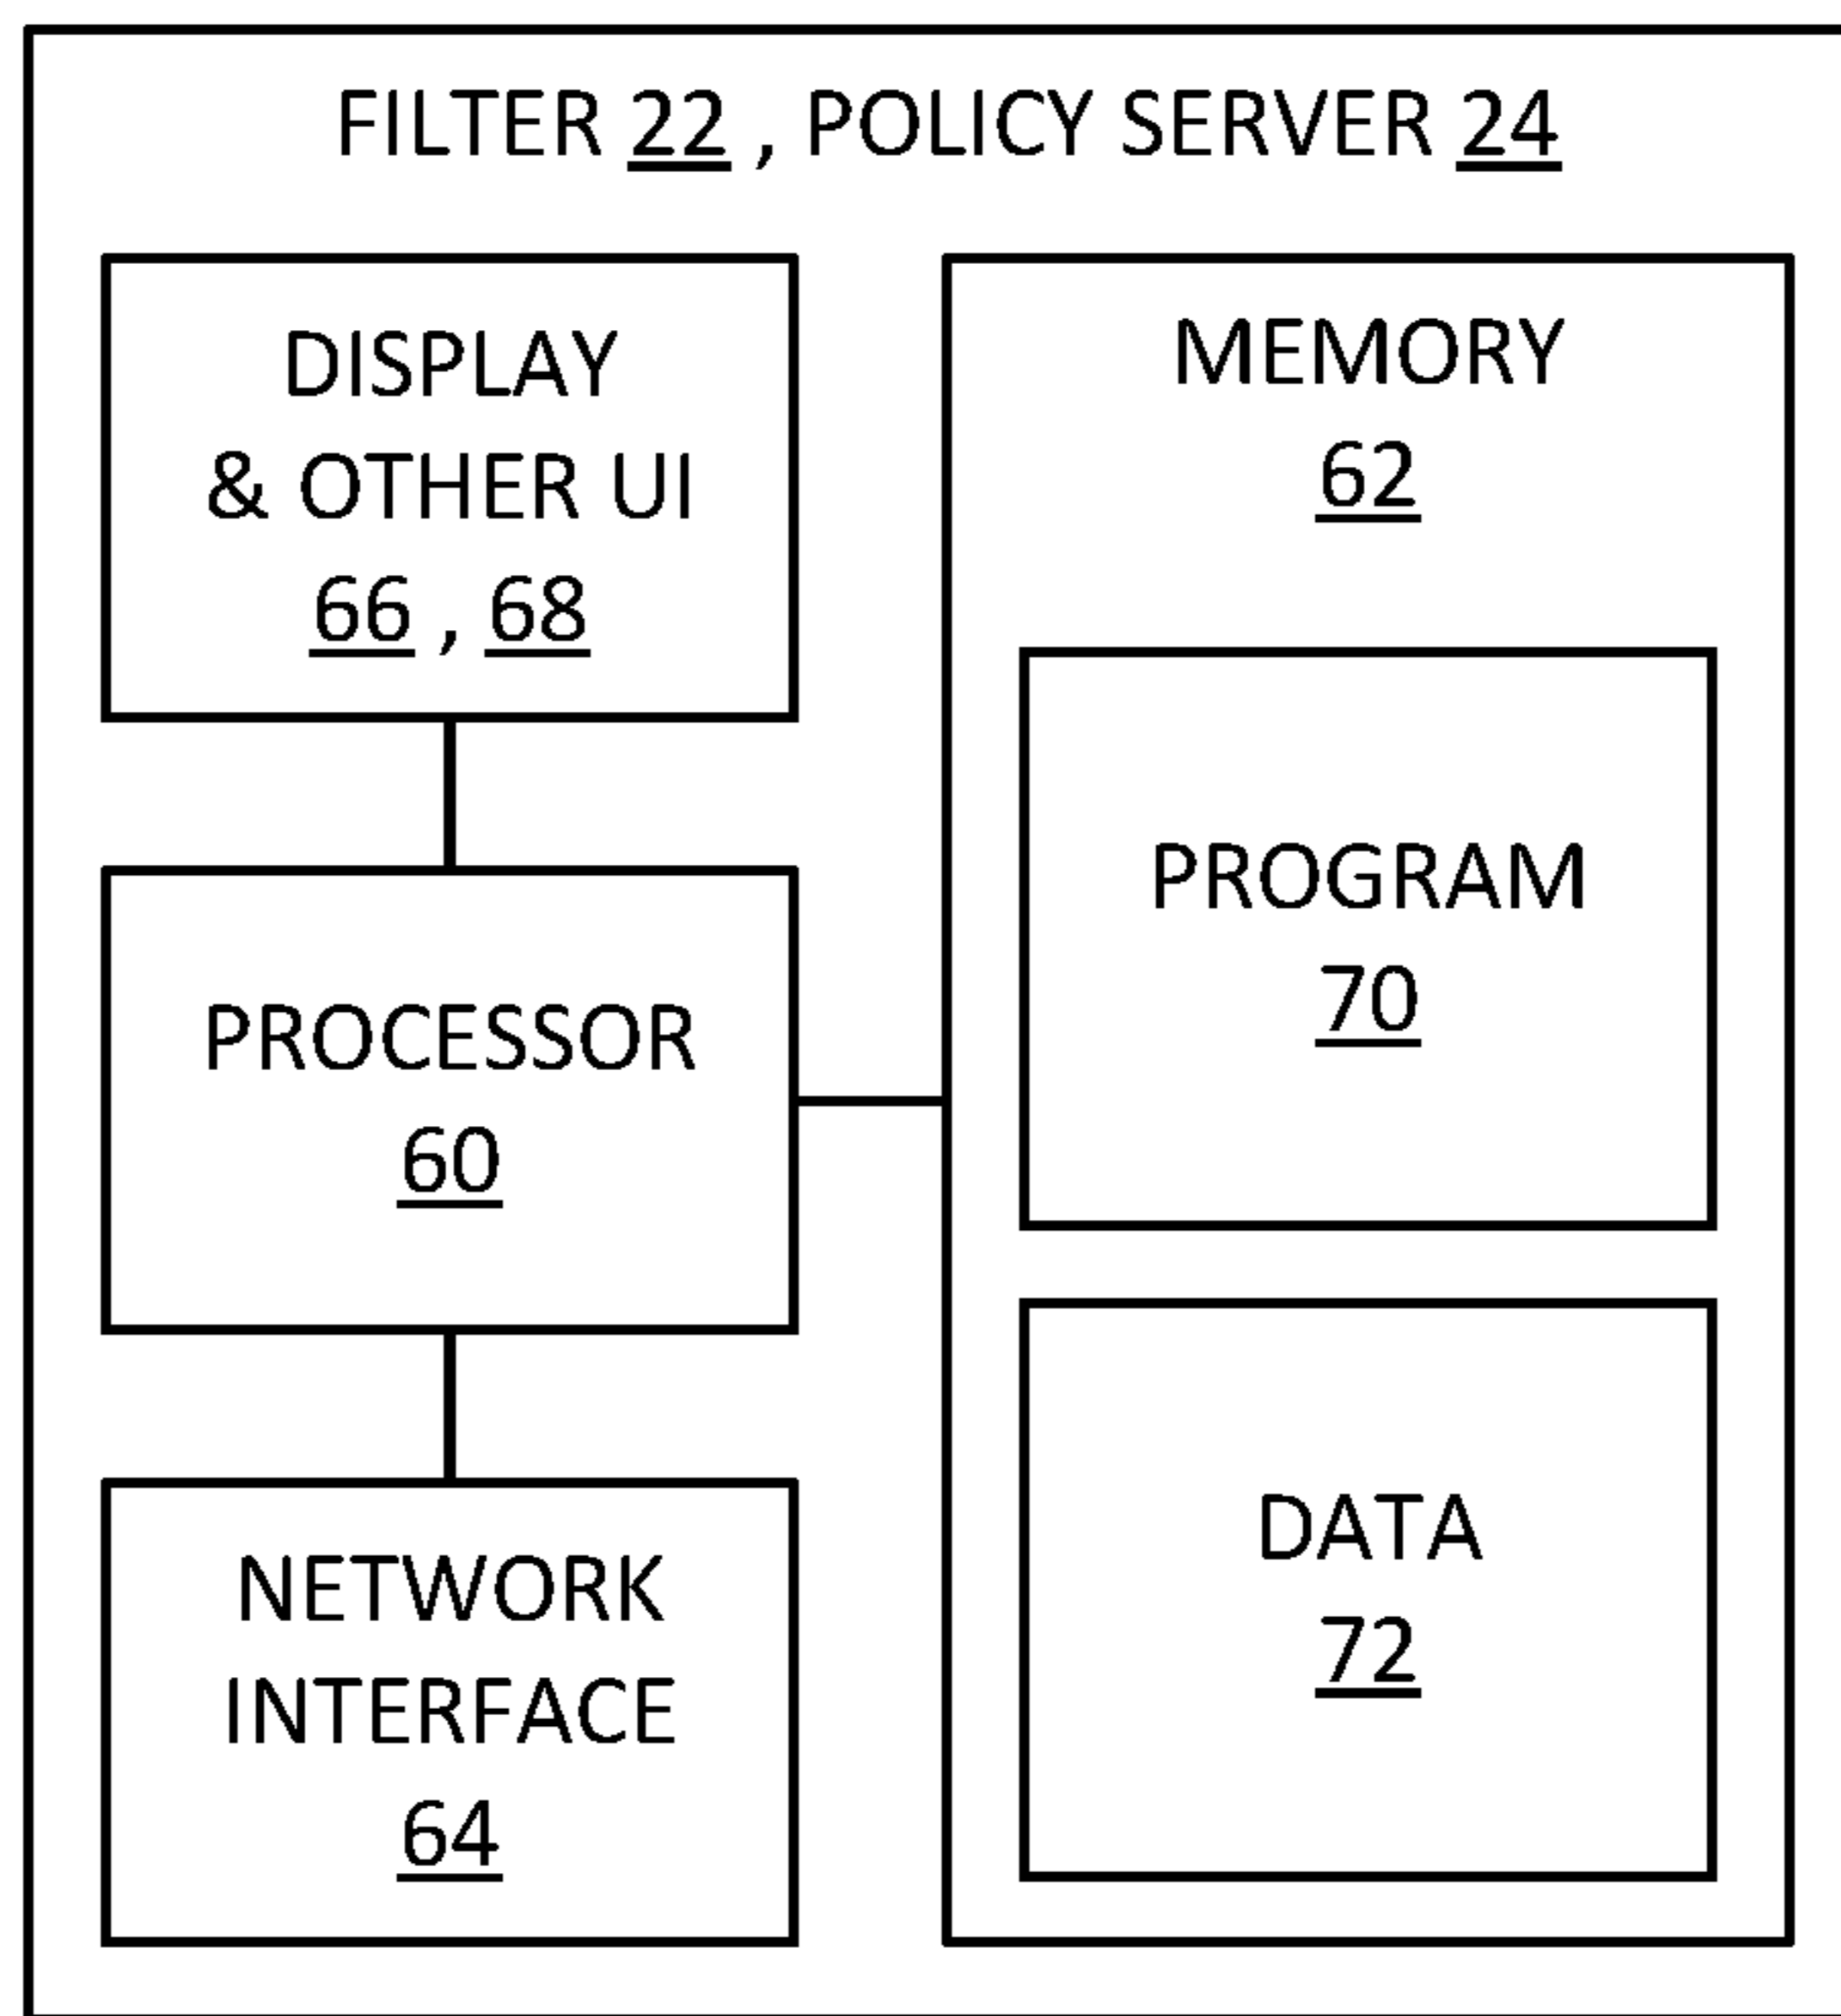 FILTER 22 , POLICY SERVER 24
DISPLAY
& OTHER UI
66 , 68
PROCESSOR
60
NETWORK
INTERFACE
64
MEMORY
62
PROGRAM
70
DATA
72